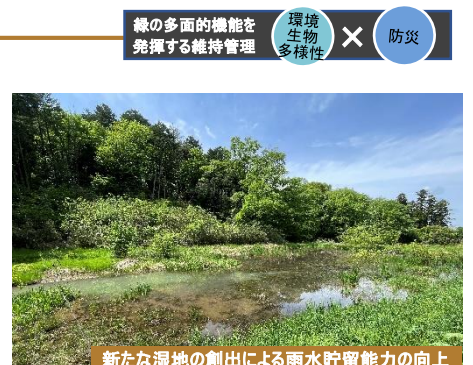 緑の多面的機能を
発揮する維持管理
環境
生物
多様性
×
防災
新たな湿地の創出による雨水貯留能力の向上